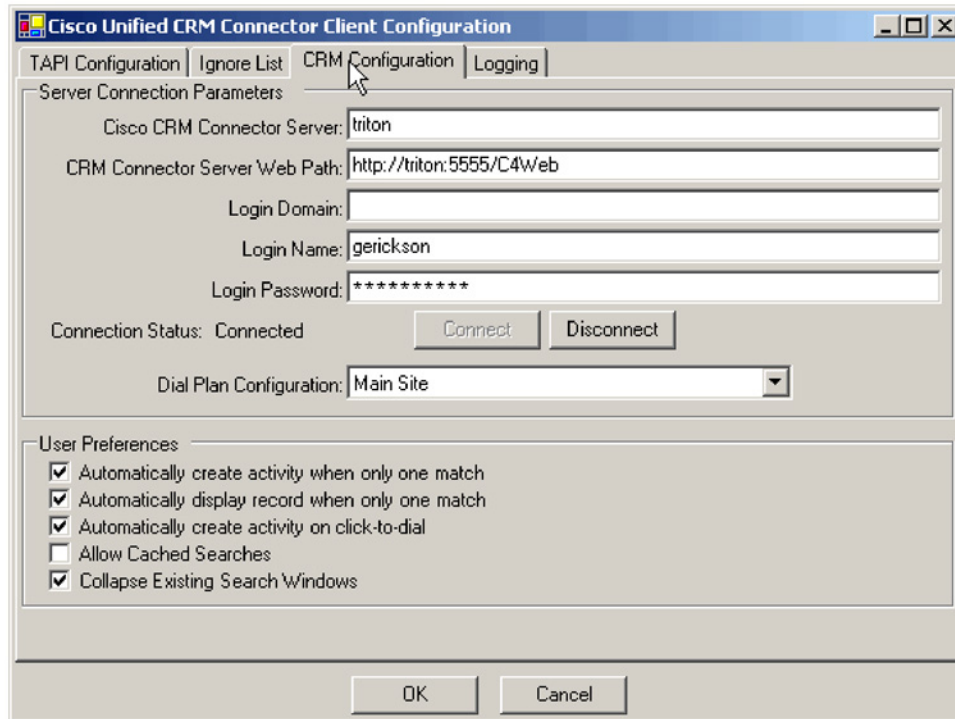 Cisco Unified CRM Connector Client Configuration
TAPI Configuration Ignore List CRM Configuration Logging
Server Connection Parameters
Cisco CRM Connector Server: triton
CRM Connector Server Web Path: http://triton:5555/C4Web
Login Domain:
Login Name: gerickson
Login Password: **********
Connection Status: Connected Connect Disconnect
Dial Plan Configuration: Main Site
User Preferences
Automatically create activity when only one match
Automatically display record when only one match
Automatically create activity on click-to-dial
Allow Cached Searches
Collapse Existing Search Windows
OK Cancel